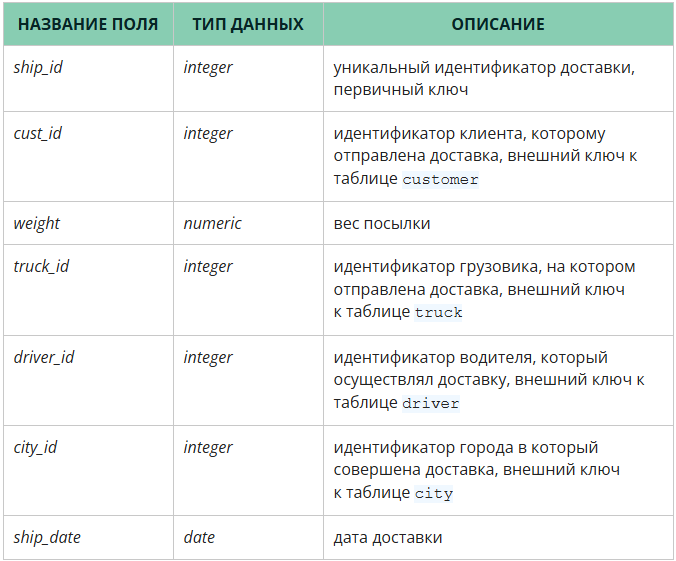 НАЗВАНИЕ ПОЛЯ ТИП ДАННЫХ ОПИСАНИЕ
ship_id integer уникальный идентификатор доставки,
первичный ключ
cust_id integer идентификатор клиента, которому
отправлена доставка, внешний ключ к
таблице customer
weight numeric вес посылки
truck_id integer идентификатор грузовика, на котором
отправлена доставка, внешний ключ
к таблице truck
driver_id integer идентификатор водителя, который
осуществлял доставку, внешний ключ к
таблице driver
city_id integer идентификатор города в который
совершена доставка, внешний ключ
к таблице city
ship_date date дата доставки